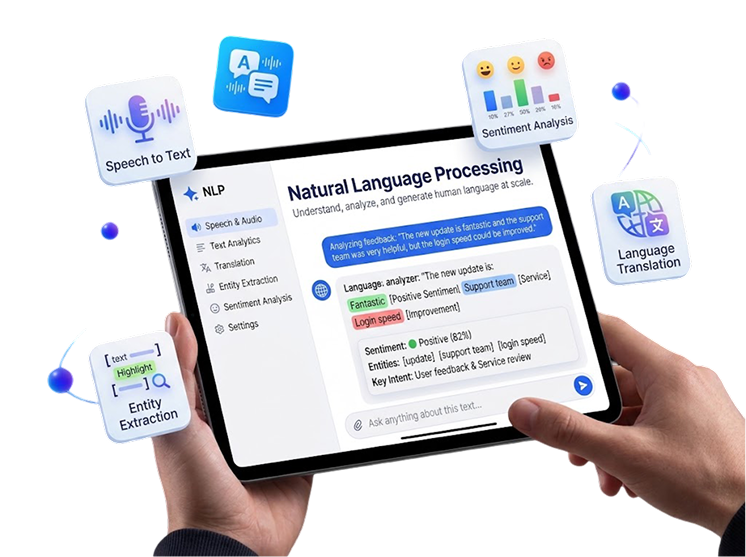 A
Speech to Text
10% 27% 50% 26% 16%
Sentiment Analysis
A 文
Language
Translation
[ text ]
Highlight
[ ]
Entity
Extraction
NLP
Speech & Audio
Text Analytics
Translation
Entity Extraction
Sentiment Analysis
Settings
Natural Language Processing
Understand, analyze, and generate human language at scale.
Analyzing feedback: "The new update is fantastic and the support
team was very helpful, but the login speed could be improved."
Language: analyzer: "The new update is:
Fantastic [Positive Sentimen\ Support team [Service]
Login speed [Improvement]
Sentiment: Positive (82%)
Entities: [update] [support team] [login speed]
Key Intent: User feedback & Service review
Ask anything about this text...